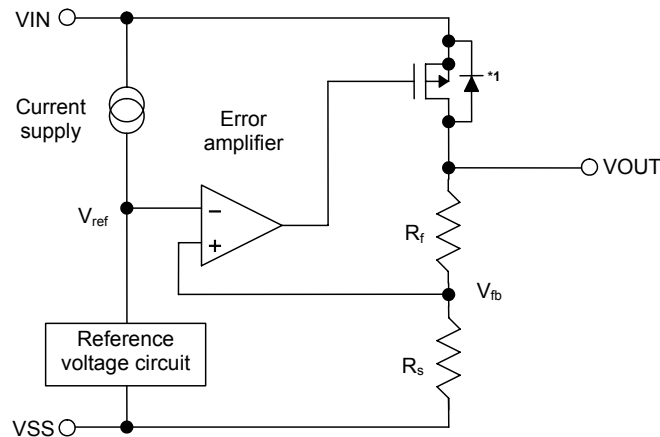 VIN
*1
Current
supply
Error
amplifier
VOUT
Vref
−
+
Rf
Vfb
Reference
voltage circuit
Rs
VSS